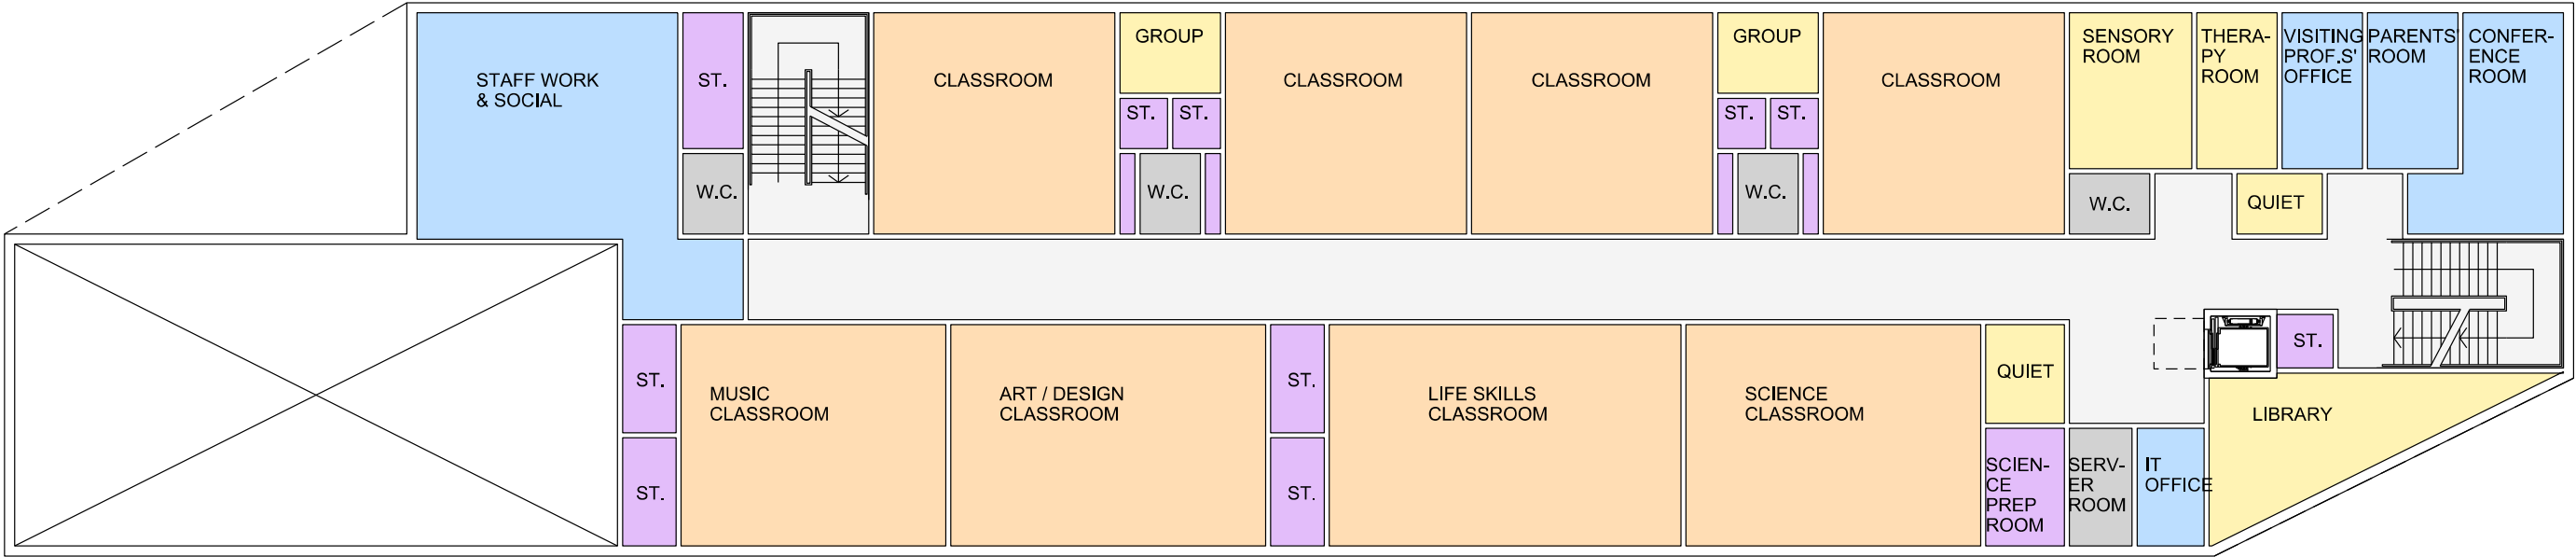 STAFF WORK
& SOCIAL
ST.
W.C.
CLASSROOM
GROUP
ST.
ST.
W.C.
CLASSROOM
CLASSROOM
GROUP
ST.
ST.
W.C.
CLASSROOM
SENSORY
ROOM
W.C.
THERA-
PY
ROOM
VISITING
PROF.S'
OFFICE
QUIET
PARENTS'
ROOM
CONFER-
ENCE
ROOM
ST.
ST.
MUSIC
CLASSROOM
ART / DESIGN
CLASSROOM
ST.
ST.
LIFE SKILLS
CLASSROOM
SCIENCE
CLASSROOM
QUIET
SCIEN-
CE
PREP
ROOM
SERV-
ER
ROOM
IT
OFFICE
ST.
LIBRARY